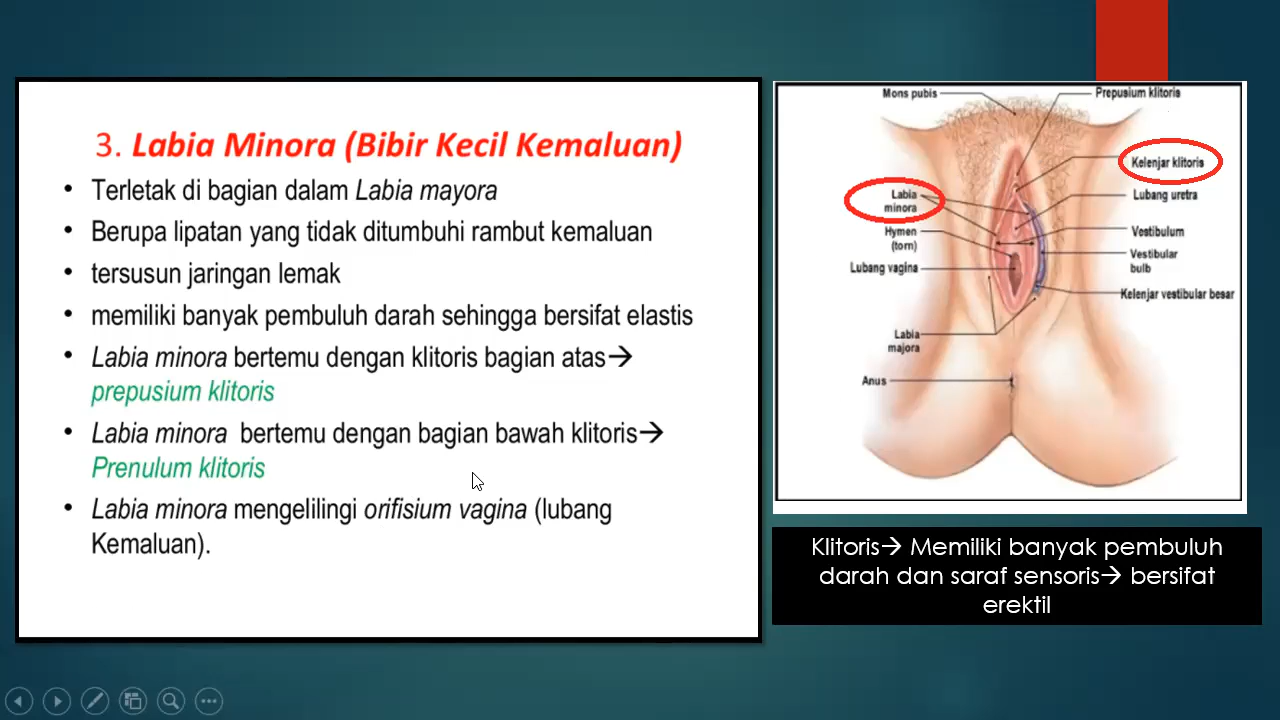 3. Labia Minora (Bibir Kecil Kemaluan)
• Terletak di bagian dalam Labia mayora
• Berupa lipatan yang tidak ditumbuhi rambut kemaluan
• tersusun jaringan lemak
• memiliki banyak pembuluh darah sehingga bersifat elastis
• Labia minora bertemu dengan klitoris bagian atas→
prepusium klitoris
• Labia minora bertemu dengan bagian bawah klitoris→
Prenulum klitoris
• Labia minora mengelilingi orifisium vagina (lubang
Kemaluan).
Mons pubis
Prepusium klitoris
Kelenjar klitoris
Labia
minora
Lubang uretra
Hymen
(torn)
Vestibulum
Vestibular
bulb
Lubang vagina
Kelenjar vestibular besar
Labia
majora
Anus
Klitoris→ Memiliki banyak pembuluh
darah dan saraf sensoris→ bersifat
erektil